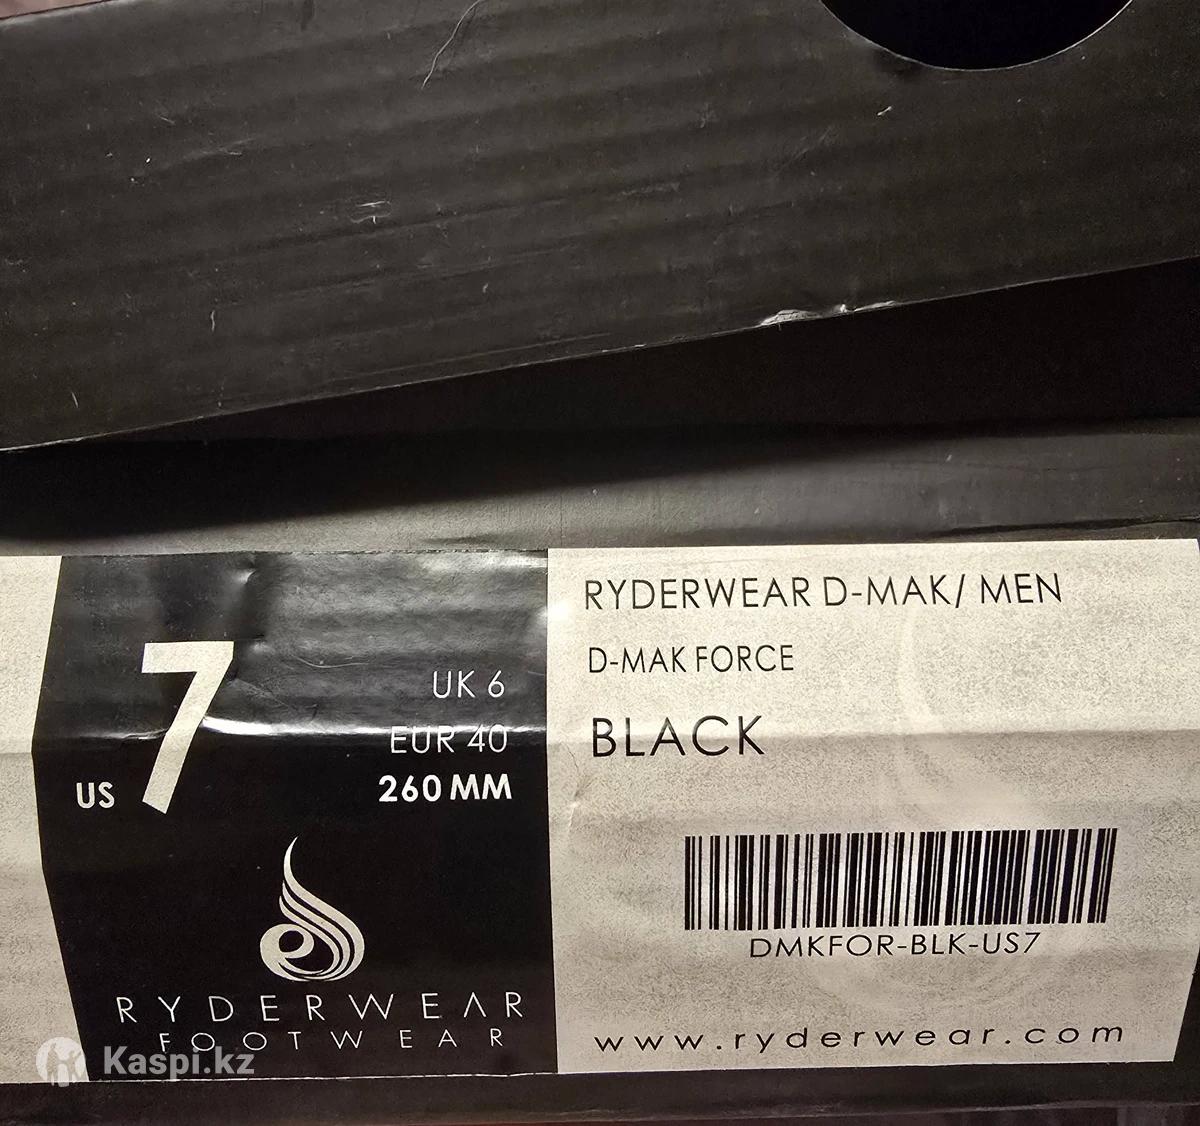 7
US
UK 6
EUR 40
260 MM
RYDERWEAR
FOOTWEAR
RYDERWEAR D-MAK/ MEN
D-MAK FORCE
BLACK
DMKFOR-BLK-US7
www.ryderwear.com
Kaspi.kz